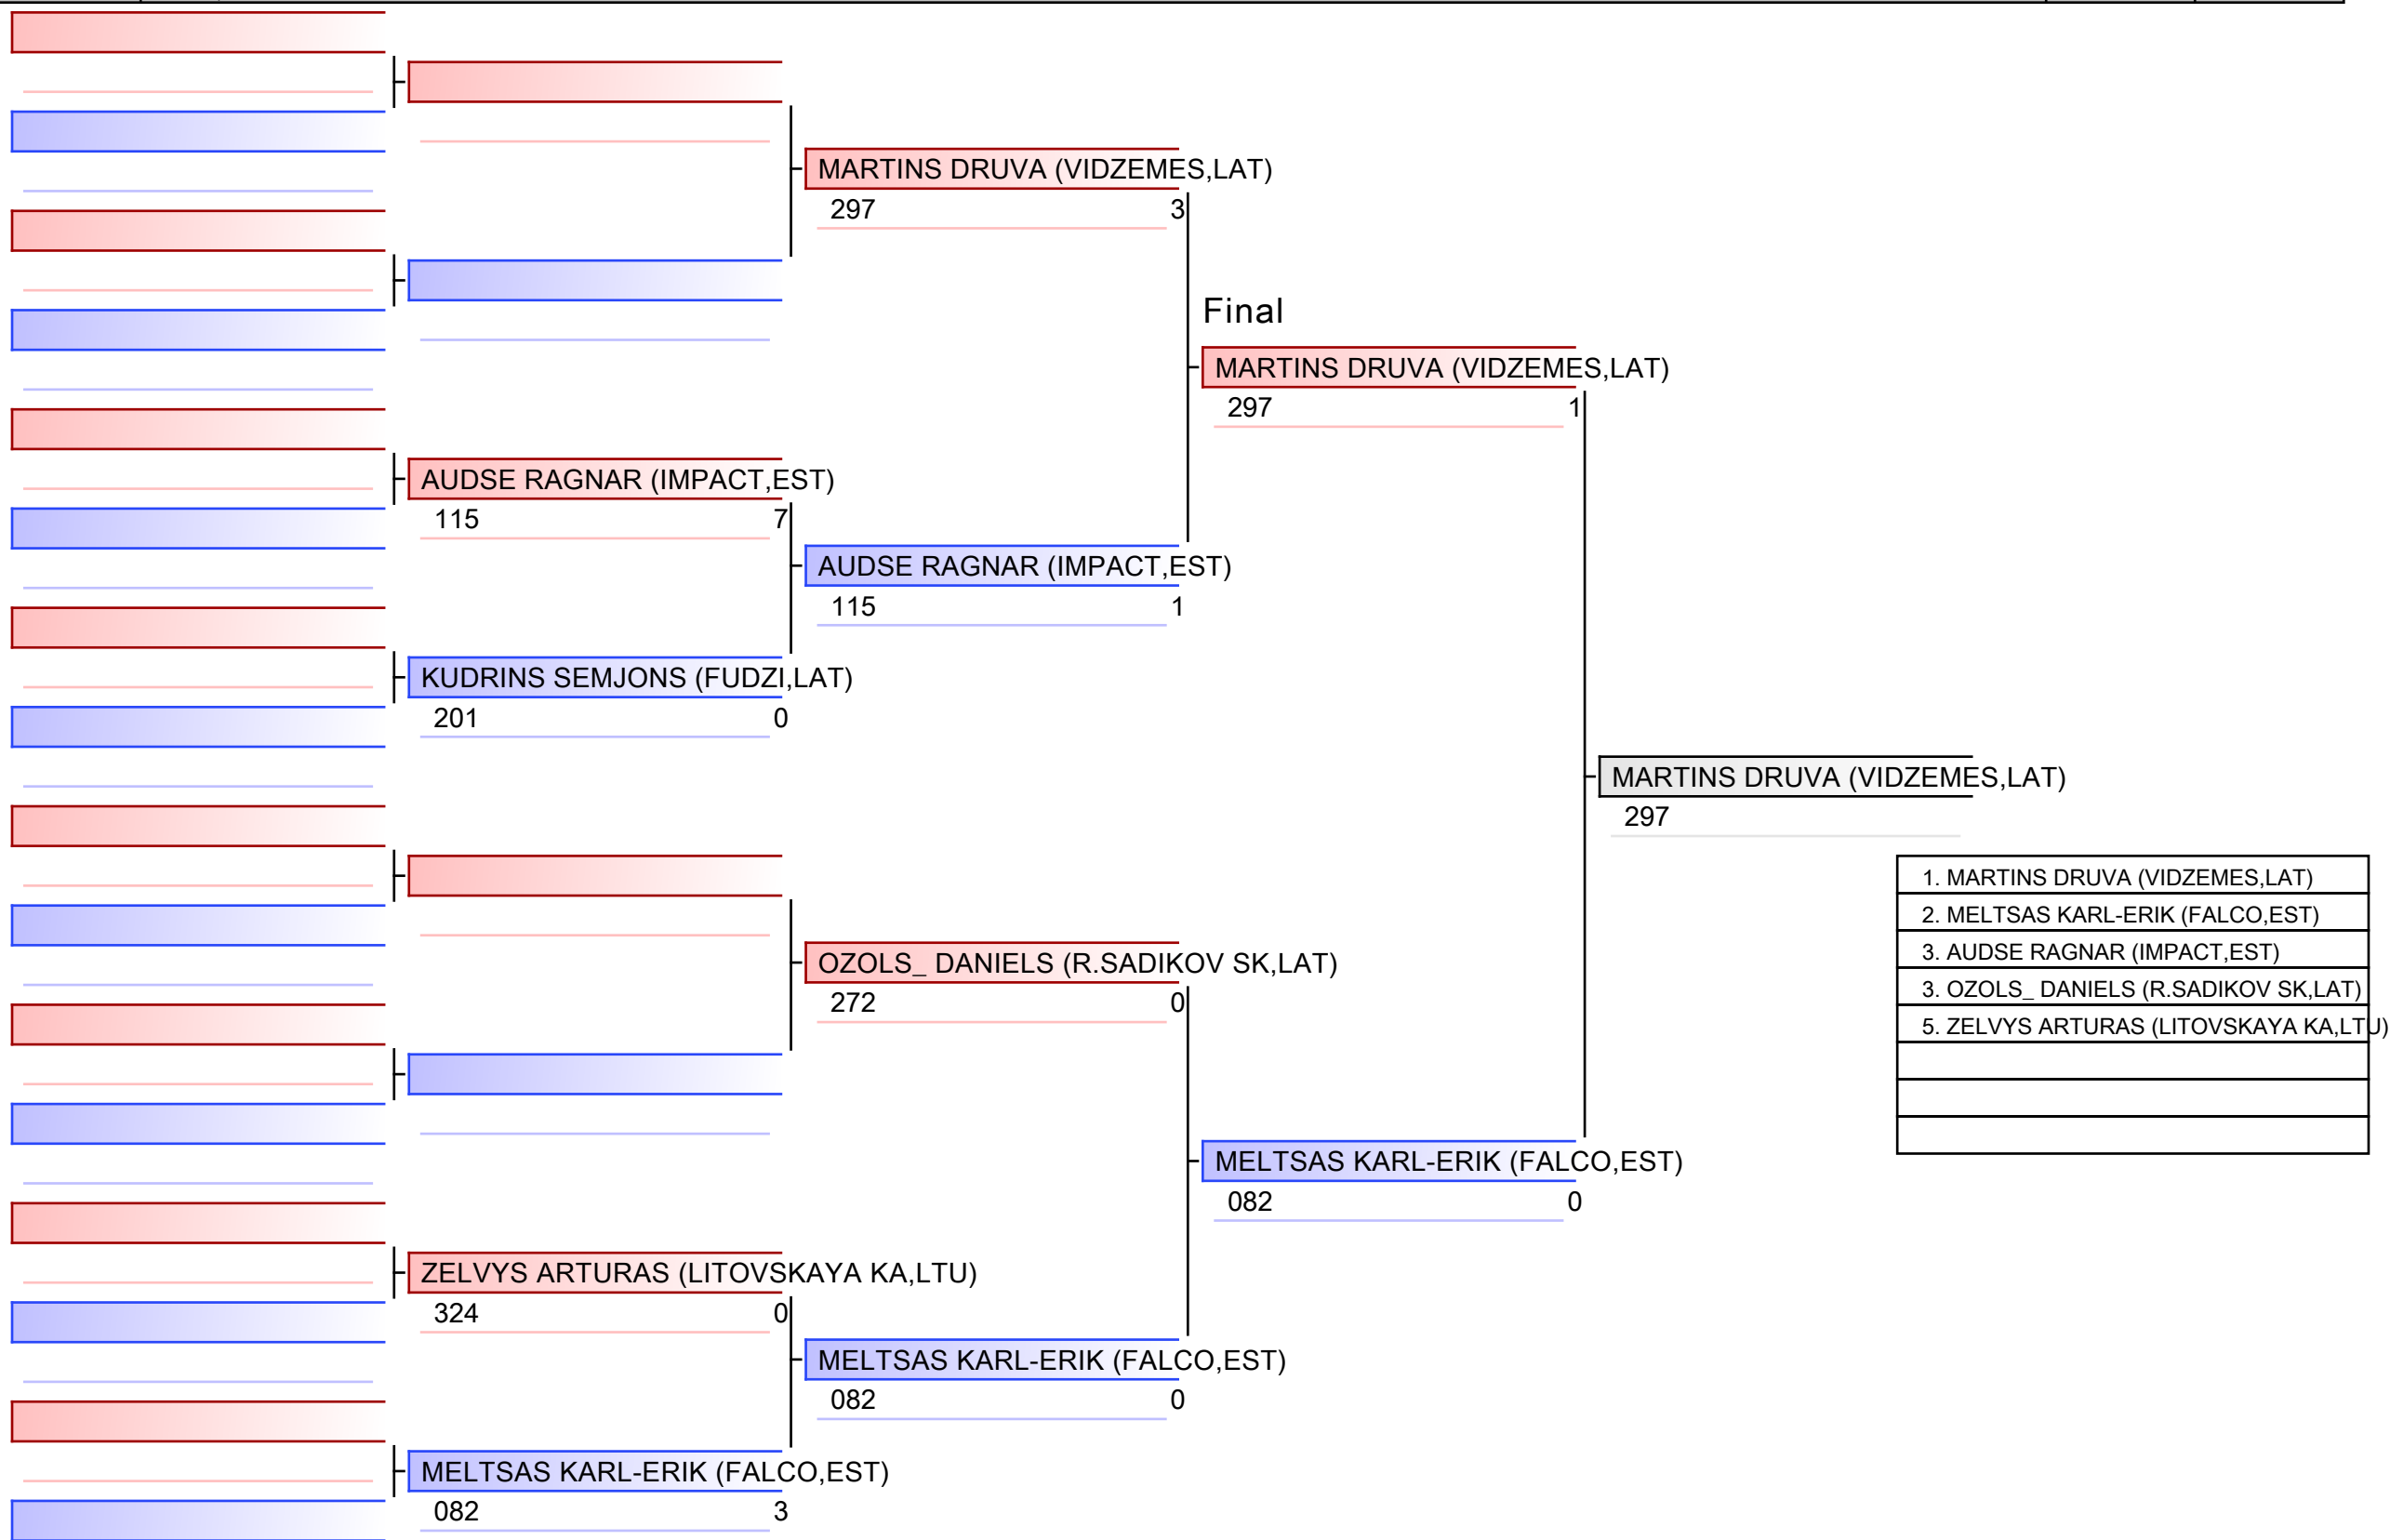 MARTINS DRUVA (VIDZEMES,LAT)
297 3
Final
MARTINS DRUVA (VIDZEMES,LAT)
297 1
AUDSE RAGNAR (IMPACT,EST)
115 7
AUDSE RAGNAR (IMPACT,EST)
115 1
KUDRINS SEMJONS (FUDZI,LAT)
201 0
MARTINS DRUVA (VIDZEMES,LAT)
297
1. MARTINS DRUVA (VIDZEMES,LAT)
2. MELTSAS KARL-ERIK (FALCO,EST)
3. AUDSE RAGNAR (IMPACT,EST)
3. OZOLS_ DANIELS (R.SADIKOV SK,LAT)
5. ZELVYS ARTURAS (LITOVSKAYA KA,LTU)
OZOLS_ DANIELS (R.SADIKOV SK,LAT)
272 0
MELTSAS KARL-ERIK (FALCO,EST)
082 0
ZELVYS ARTURAS (LITOVSKAYA KA,LTU)
324 0
MELTSAS KARL-ERIK (FALCO,EST)
082 0
MELTSAS KARL-ERIK (FALCO,EST)
082 3